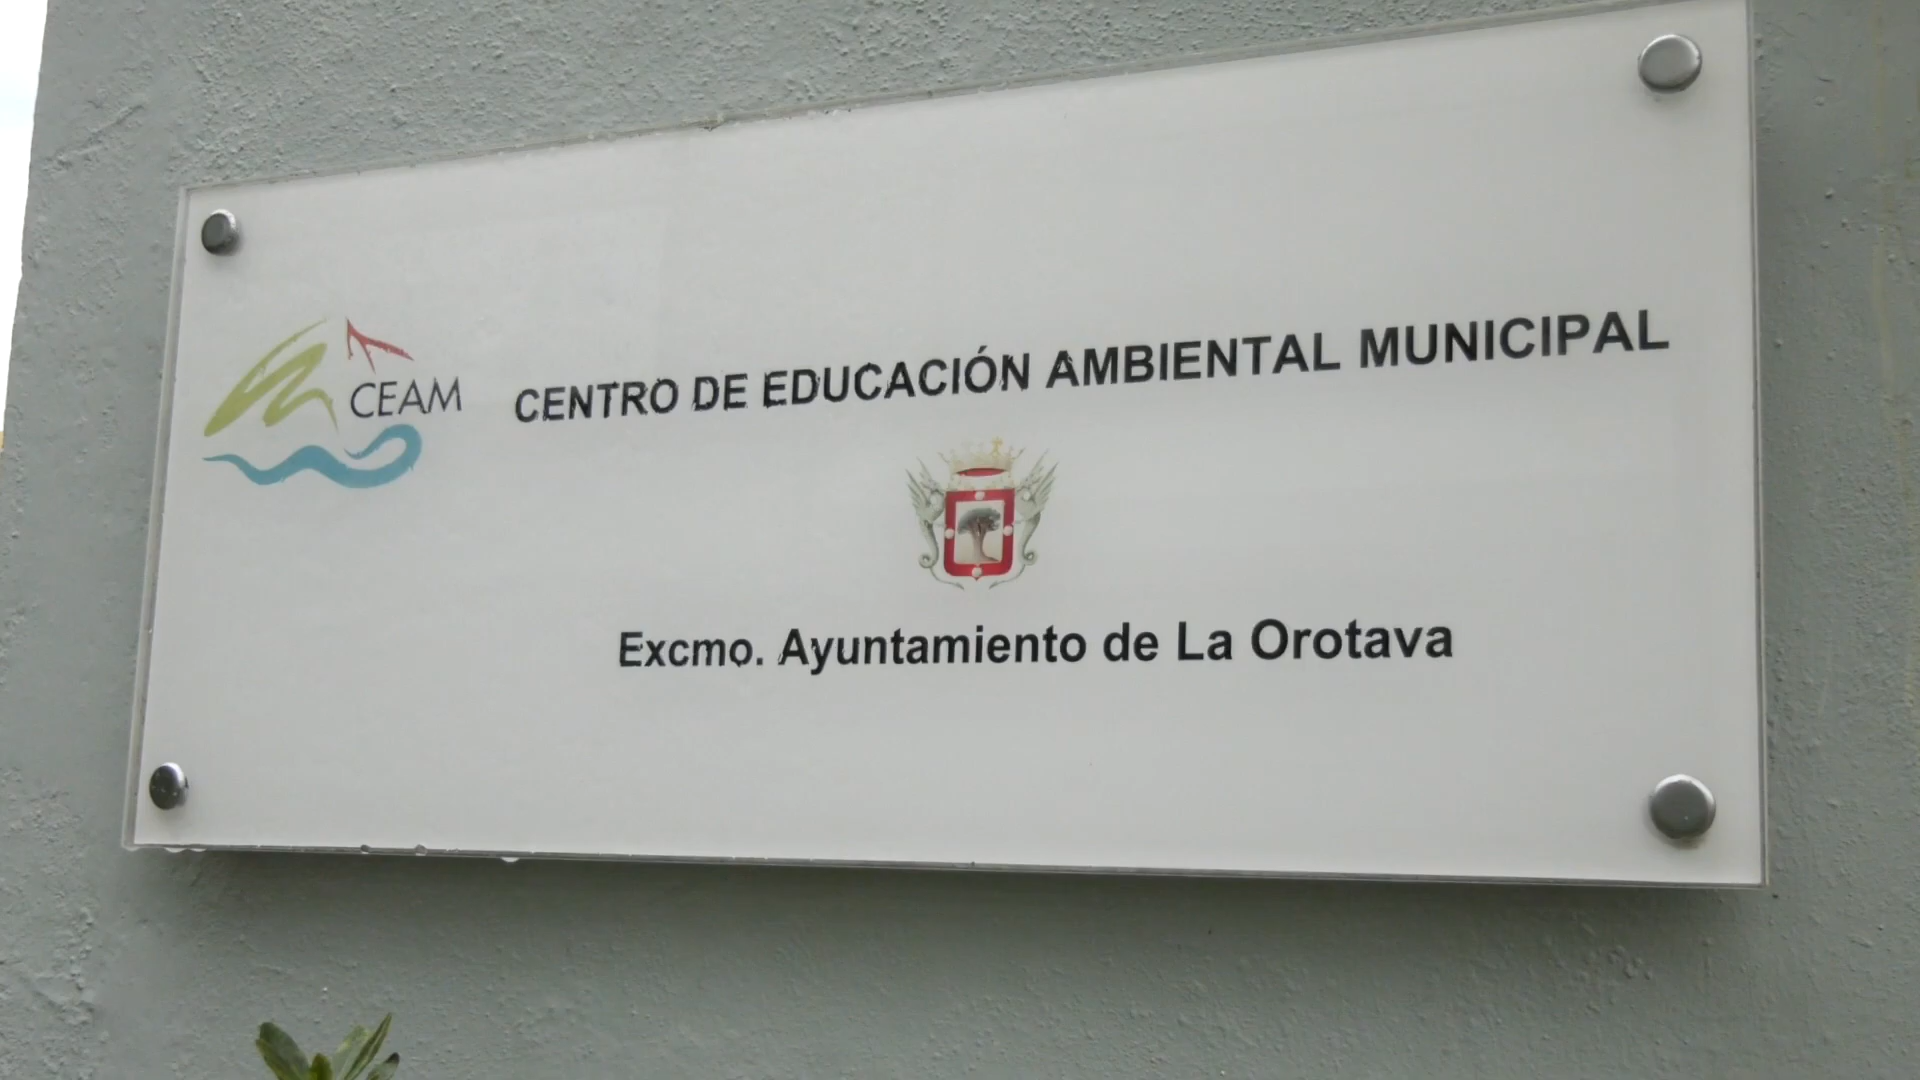 CEAM
CENTRO DE EDUCACIÓN AMBIENTAL MUNICIPAL
Excmo. Ayuntamiento de La Orotava